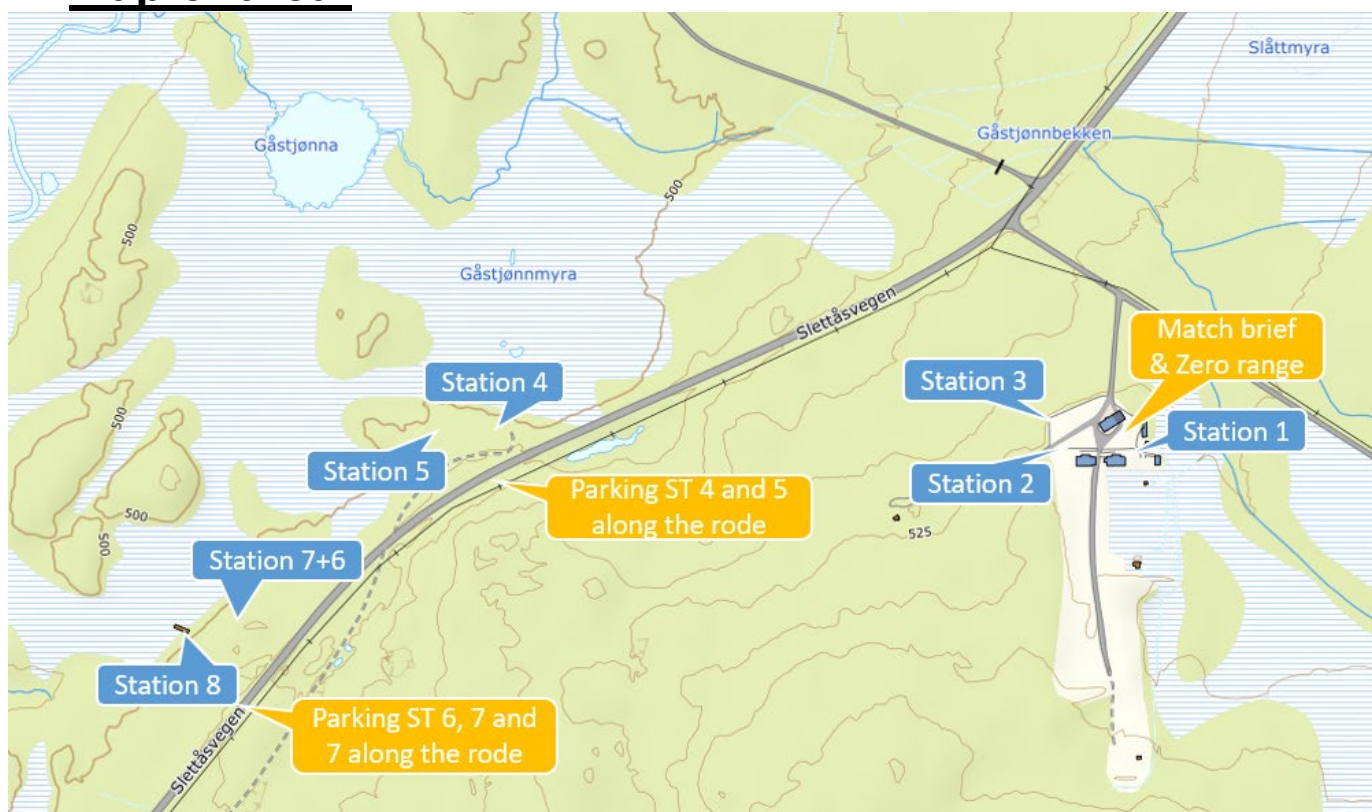 Slåttmyra
Gåstjønnbekken
Gåstjønna
500
500
Gåstjønnmyra
Slettåsvegen
Match brief
& Zero range
Station 4
Station 3
Station 1
Station 5
Station 2
Parking ST 4 and 5
along the rode
500
500
500
525
Station 7+6
Station 8
Parking ST 6, 7 and
7 along the rode
Slettåsvegen